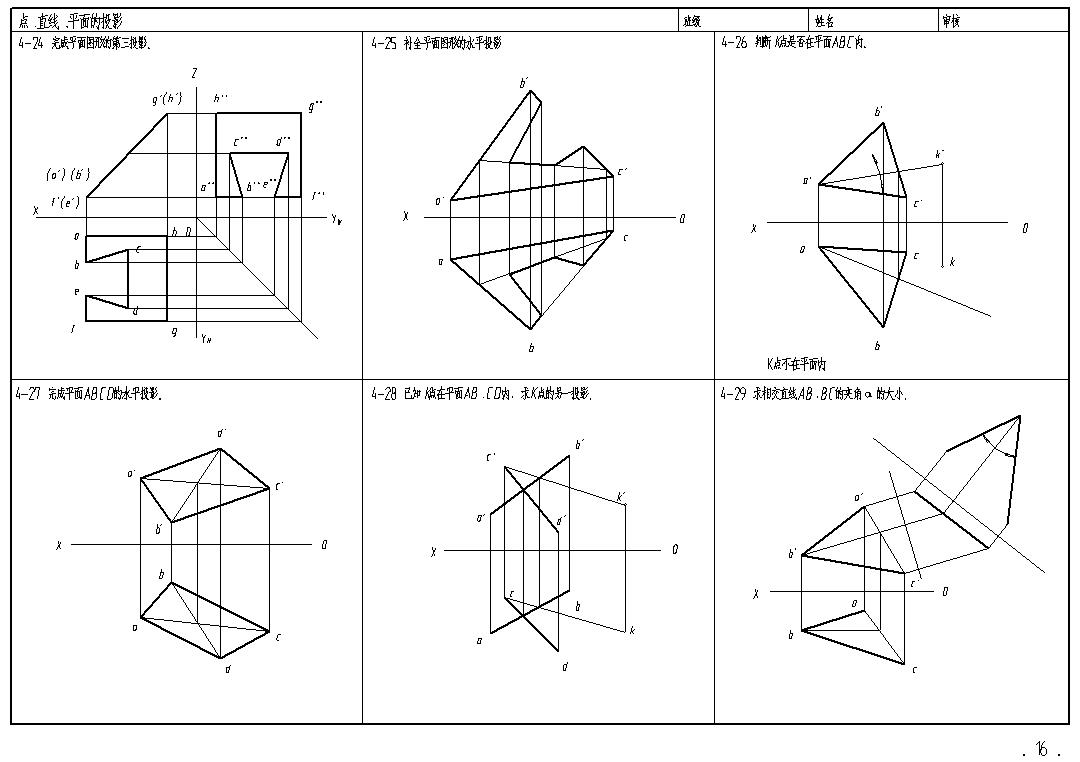 点、直线、平面的投影 班级 姓名 审核
4-24 完成平面图形的第三投影。
Z
g'(h') h'' g''
c'' d''
(a')(b')
f'(e') a'' b'' e'' f''
X Yw
a h O
c
b
e
d
f g
YH
4-25 补全平面图形的水平投影
b'
c'
a'
X O
a c
b
4-26 判断K点是否在平面ABC内。
b'
k'
a'
c'
X O
a c k
b
K点不在平面内
4-27 完成平面ABCD的水平投影。
d'
a'
c'
b'
X O
b
a c
d
4-28 已知K点在平面AB、CD内，求K点的另一投影。
b'
c'
k'
a' d'
X O
c
b
a k
d
4-29 求相交直线AB、BC的夹角α的大小。
a'
b'
c'
X O
a
b
c
. 16 .